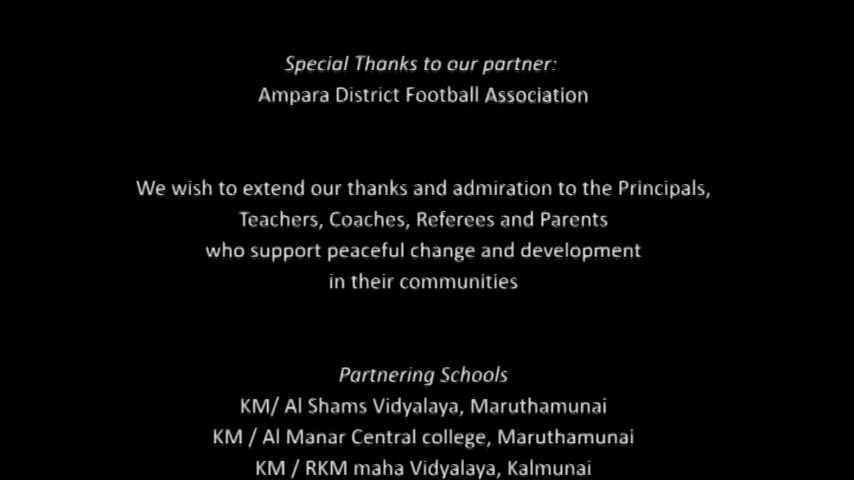 Special Thanks to our partner:
Ampara District Football Association
We wish to extend our thanks and admiration to the Principals,
Teachers, Coaches, Referees and Parents
who support peaceful change and development
in their communities
Partnering Schools
KM/ Al Shams Vidyalaya, Maruthamunai
KM / Al Manar Central college, Maruthamunai
KM / RKM maha Vidyalaya, Kalmunai